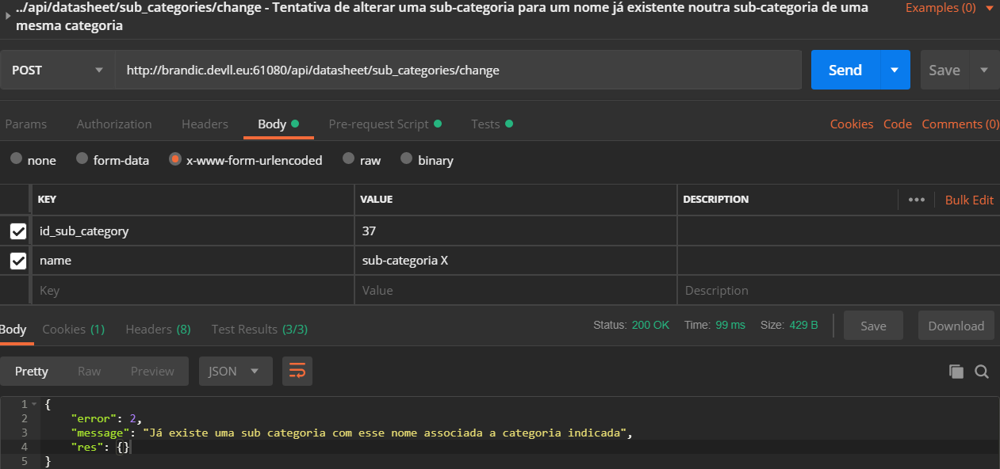 ../api/datasheet/sub_categories/change - Tentativa de alterar uma sub-categoria para um nome já existente noutra sub-categoria de uma
mesma categoria
Examples (0)
POST http://brandic.devll.eu:61080/api/datasheet/sub_categories/change Send Save
Params Authorization Headers Body Pre-request Script Tests Cookies Code Comments (0)
none form-data x-www-form-urlencoded raw binary
KEY VALUE DESCRIPTION ••• Bulk Edit
id_sub_category 37
name sub-categoria X
Key Value Description
Body Cookies (1) Headers (8) Test Results (3/3) Status: 200 OK Time: 99 ms Size: 429 B Save Download
Pretty Raw Preview JSON
1 {
2 "error": 2,
3 "message": "Já existe uma sub categoria com esse nome associada a categoria indicada",
4 "res": {}
5 }